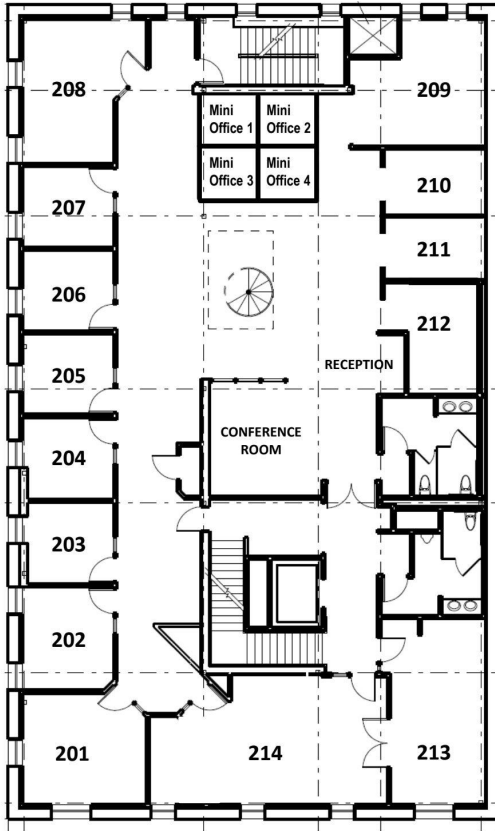 208
209
Mini
Office 1
Mini
Office 2
Mini
Office 3
Mini
Office 4
207
210
206
211
212
205
RECEPTION
CONFERENCE
ROOM
204
203
202
201
214
213